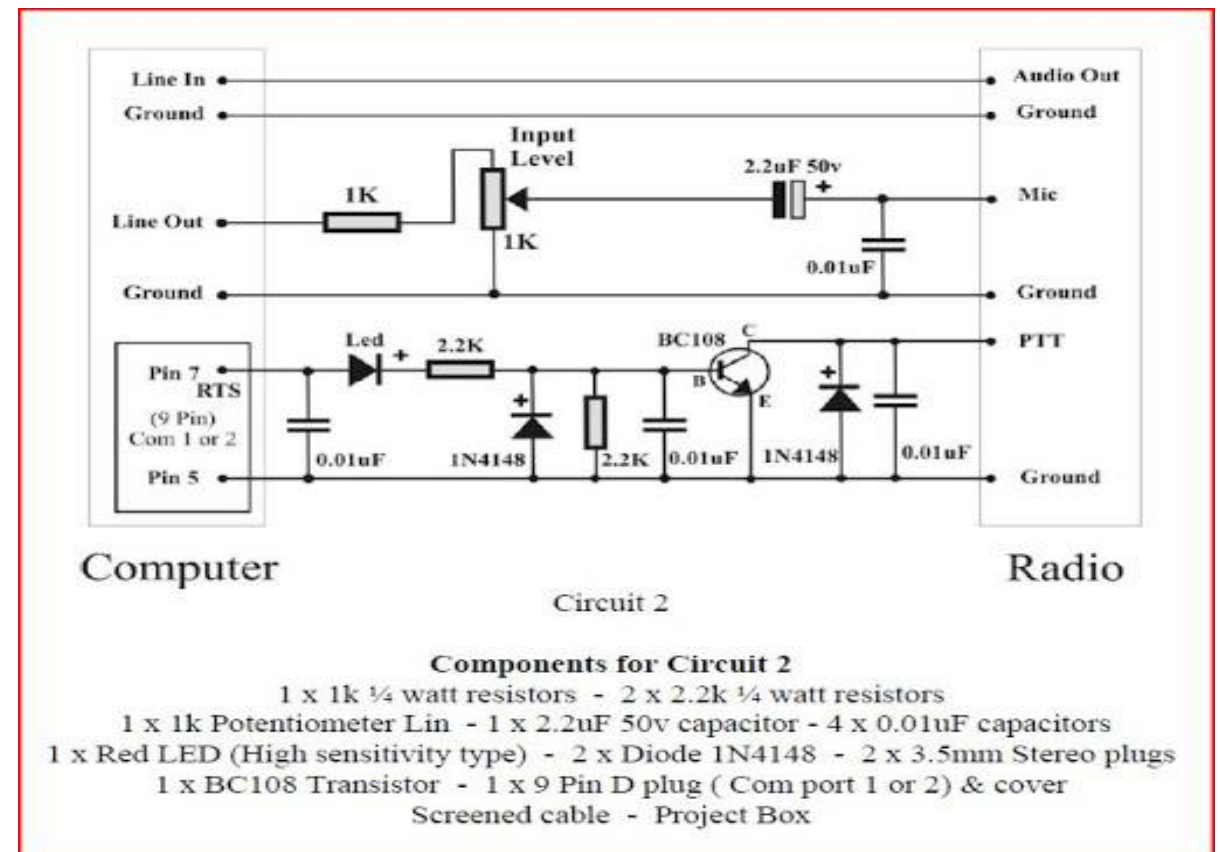 Line In
Audio Out
Ground
Ground
Input
Level
2.2uF 50v
+
1K
Mic
Line Out
1K
0.01uF
Ground
Ground
Led
+
2.2K
BC108
C
PTT
Pin 7
RTS
B
E
+
+
(9 Pin)
Com 1 or 2
0.01uF
1N4148
2.2K
0.01uF
1N4148
0.01uF
Pin 5
Ground
Computer
Radio
Circuit 2
Components for Circuit 2
1 x 1k ¼ watt resistors - 2 x 2.2k ¼ watt resistors
1 x 1k Potentiometer Lin - 1 x 2.2uF 50v capacitor - 4 x 0.01uF capacitors
1 x Red LED (High sensitivity type) - 2 x Diode 1N4148 - 2 x 3.5mm Stereo plugs
1 x BC108 Transistor - 1 x 9 Pin D plug ( Com port 1 or 2) & cover
Screened cable - Project Box